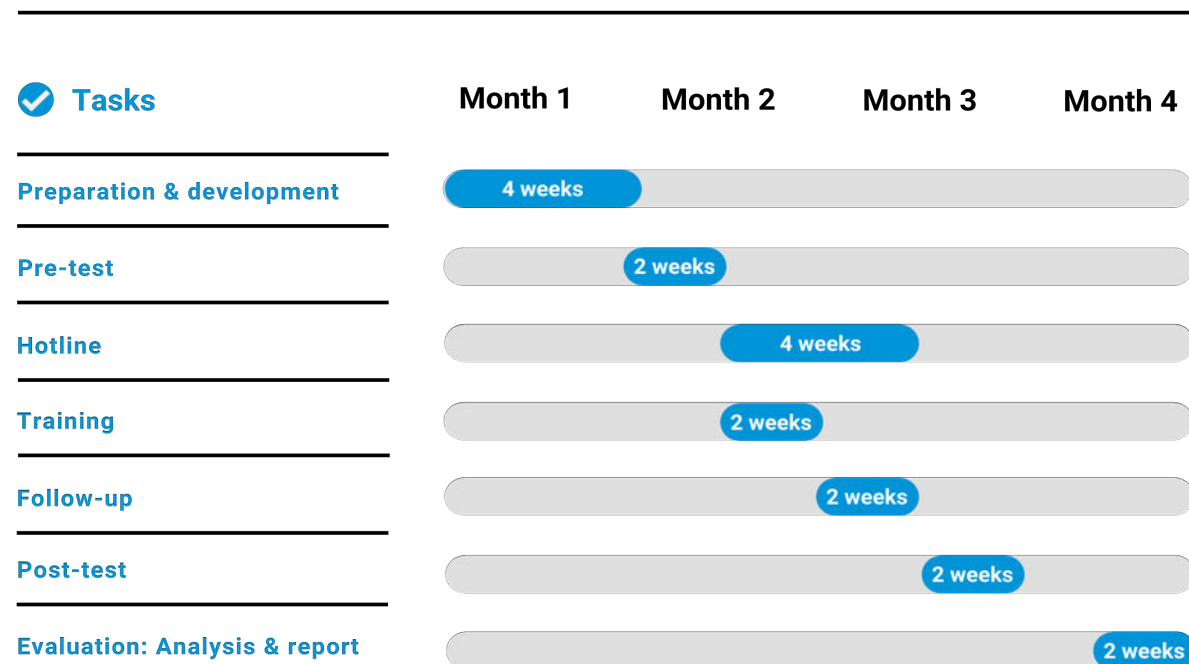 Tasks Month 1 Month 2 Month 3 Month 4
Preparation & development 4 weeks
Pre-test 2 weeks
Hotline 4 weeks
Training 2 weeks
Follow-up 2 weeks
Post-test 2 weeks
Evaluation: Analysis & report 2 weeks